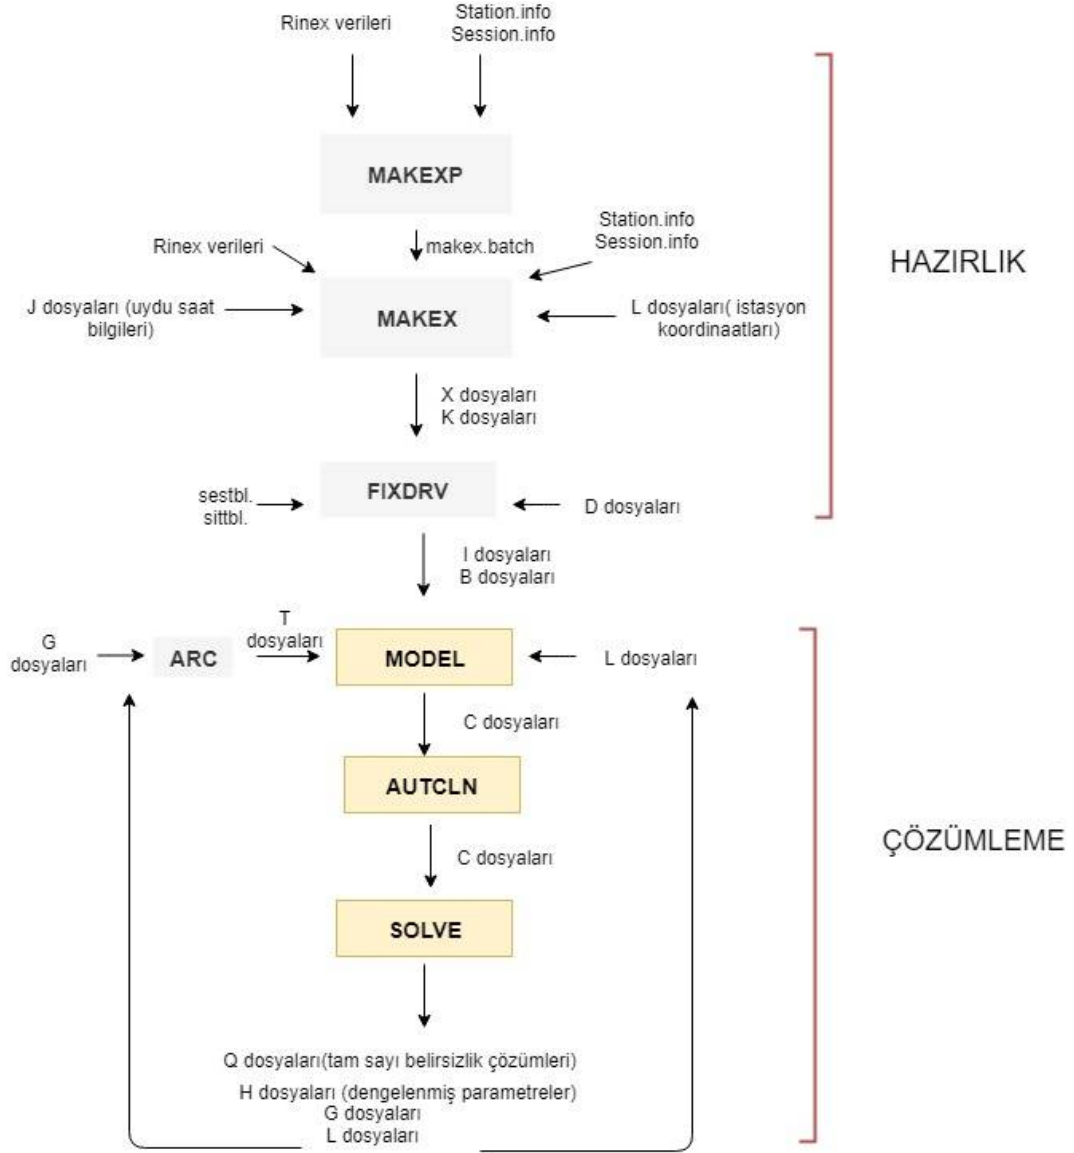 Rinex verileri
Station.info
Session.info
MAKEXP
makex.batch
Rinex verileri
Station.info
Session.info
HAZIRLIK
J dosyaları (uydu saat
bilgileri)
MAKEX
L dosyaları( istasyon
koordinaatları)
X dosyaları
K dosyaları
sestbl.
sittbl.
FIXDRV
D dosyaları
I dosyaları
B dosyaları
G
dosyaları
ARC
T
dosyaları
MODEL
L dosyaları
C dosyaları
AUTCLN
C dosyaları
ÇÖZÜMLEME
SOLVE
Q dosyaları(tam sayı belirsizlik çözümleri)
H dosyaları (dengelenmiş parametreler)
G dosyaları
L dosyaları